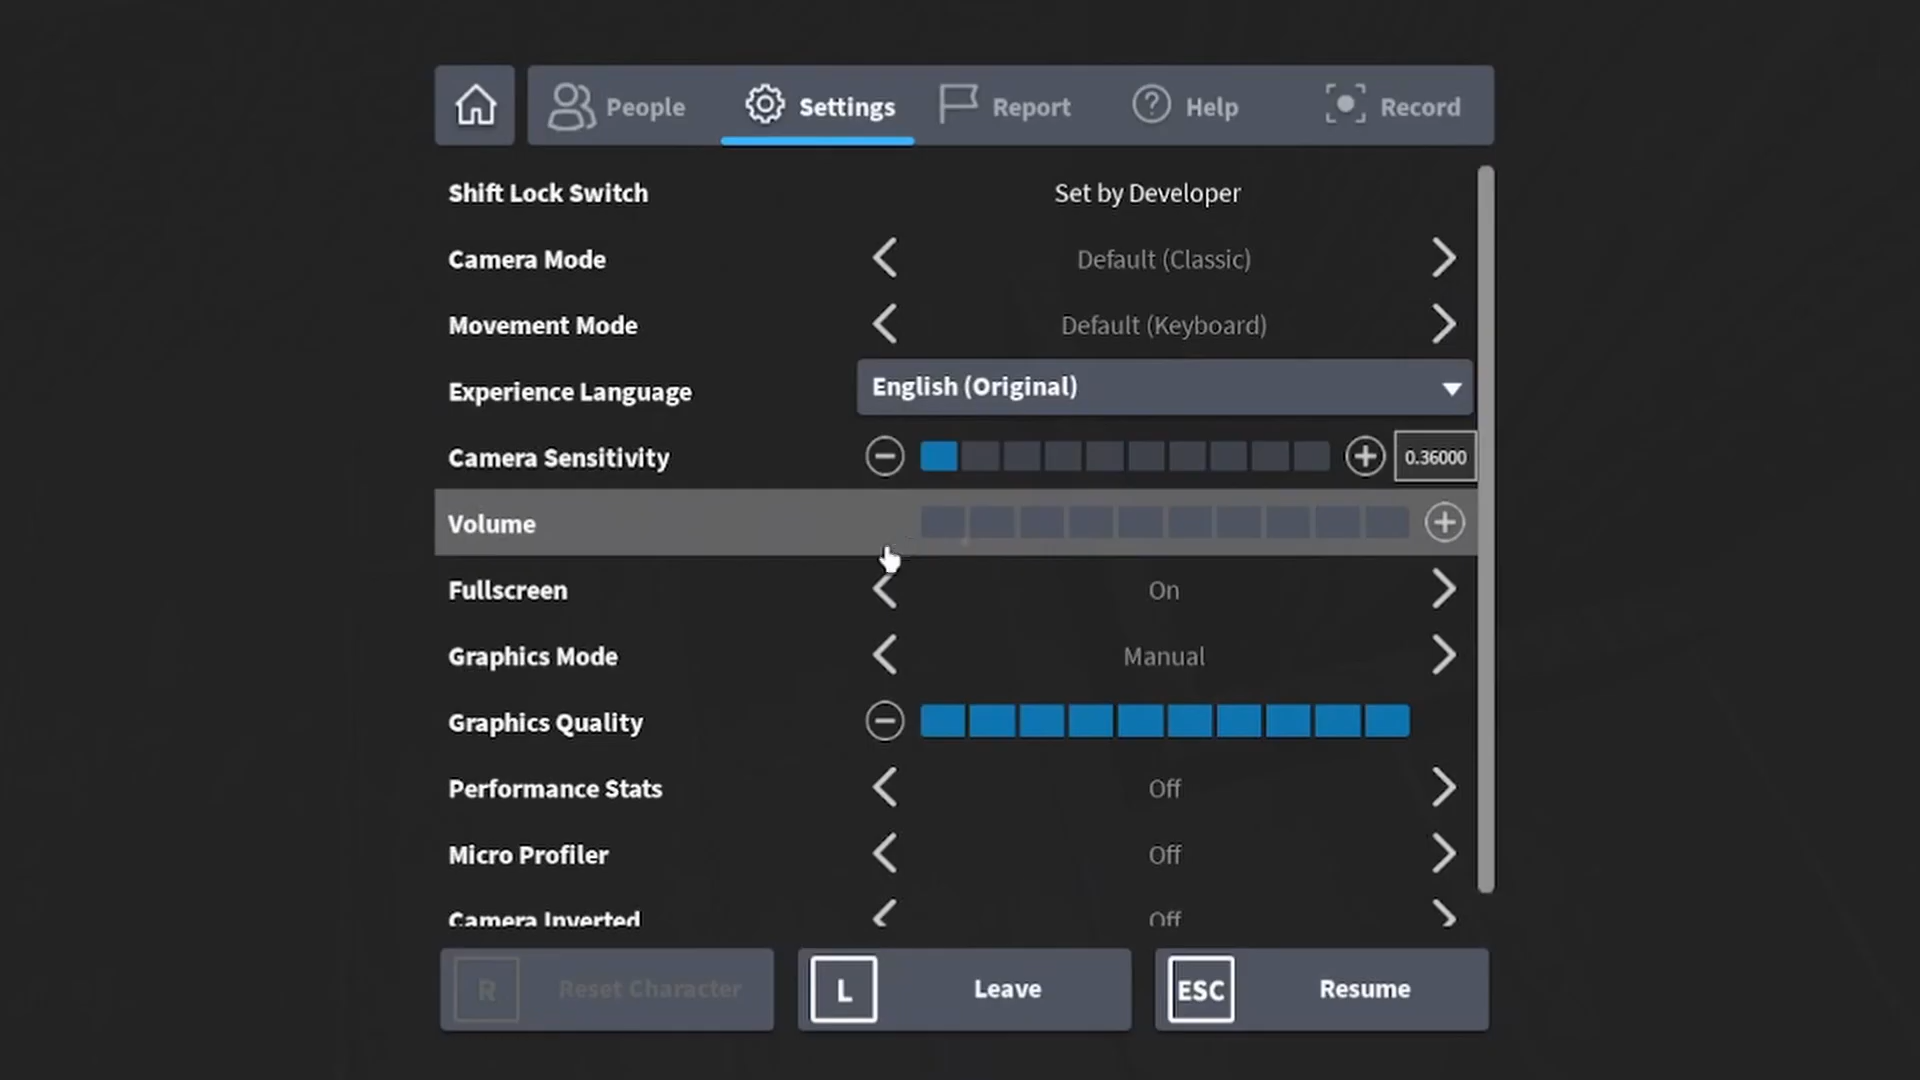 People Settings Report Help Record
Shift Lock Switch Set by Developer
Camera Mode Default (Classic)
Movement Mode Default (Keyboard)
Experience Language English (Original)
Camera Sensitivity 0.36000
Volume
Fullscreen On
Graphics Mode Manual
Graphics Quality
Performance Stats Off
Micro Profiler Off
Camera Inverted Off
R Reset Character L Leave ESC Resume